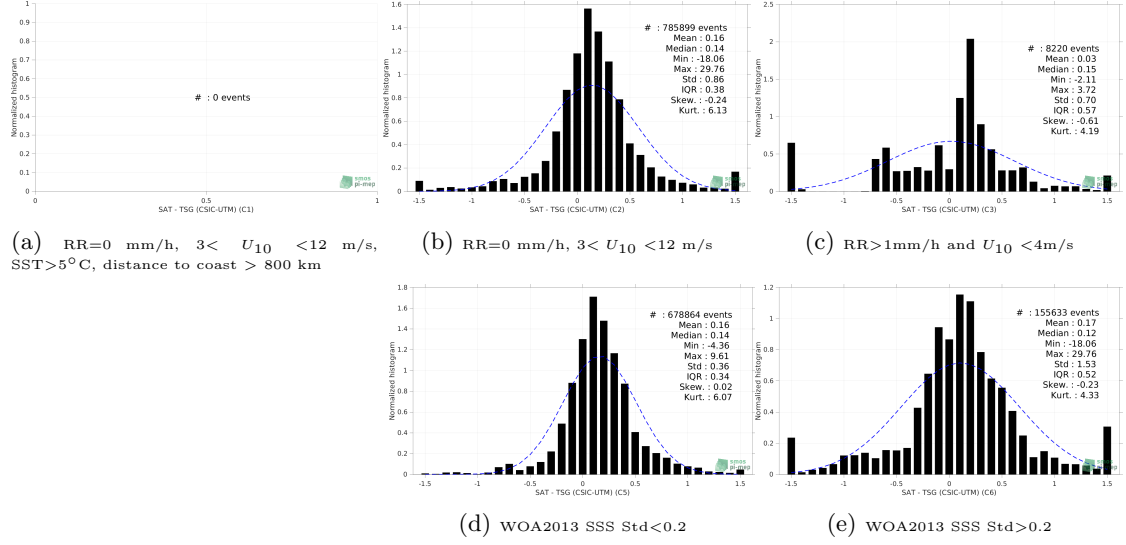 1
0.9
0.8
0.7
0.6
0.5
0.4
0.3
0.2
0.1
0
Normalized histogram
# : 0 events
smos
pi-mep
0 0.5 1
SAT - TSG (CSIC-UTM) (C1)
(a) RR=0 mm/h, 3< U10 <12 m/s,
SST>5°C, distance to coast > 800 km
1.6
1.4
1.2
1
0.8
0.6
0.4
0.2
0
Normalized histogram
# : 785899 events
Mean : 0.16
Median : 0.14
Min : -18.06
Max : 29.76
Std : 0.86
IQR : 0.38
Skew. : -0.24
Kurt. : 6.13
smos
pi-mep
-1.5 -1 -0.5 0 0.5 1 1.5
SAT - TSG (CSIC-UTM) (C2)
(b) RR=0 mm/h, 3< U10 <12 m/s
2.5
2
1.5
1
0.5
0
Normalized histogram
# : 8220 events
Mean : 0.03
Median : 0.15
Min : -2.11
Max : 3.72
Std : 0.70
IQR : 0.57
Skew. : -0.61
Kurt. : 4.19
smos
pi-mep
-1.5 -1 -0.5 0 0.5 1 1.5
SAT - TSG (CSIC-UTM) (C3)
(c) RR>1mm/h and U10 <4m/s
1.8
1.6
1.4
1.2
1
0.8
0.6
0.4
0.2
0
Normalized histogram
# : 678864 events
Mean : 0.16
Median : 0.14
Min : -4.36
Max : 9.61
Std : 0.36
IQR : 0.34
Skew. : 0.02
Kurt. : 6.07
smos
pi-mep
-1.5 -1 -0.5 0 0.5 1 1.5
SAT - TSG (CSIC-UTM) (C5)
(d) WOA2013 SSS Std<0.2
1.2
1
0.8
0.6
0.4
0.2
0
Normalized histogram
# : 155633 events
Mean : 0.17
Median : 0.12
Min : -18.06
Max : 29.76
Std : 1.53
IQR : 0.52
Skew. : -0.23
Kurt. : 4.33
smos
pi-mep
-1.5 -1 -0.5 0 0.5 1 1.5
SAT - TSG (CSIC-UTM) (C6)
(e) WOA2013 SSS Std>0.2